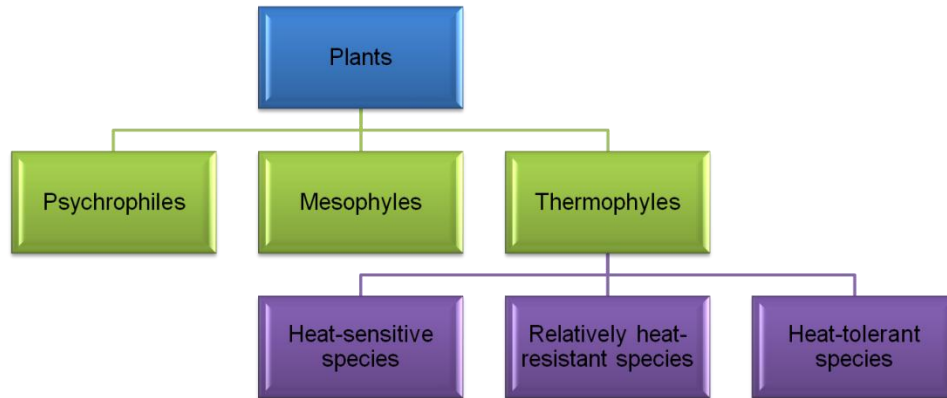 Plants
Psychrophiles
Mesophyles
Thermophyles
Heat-sensitive
species
Relatively heat-
resistant species
Heat-tolerant
species